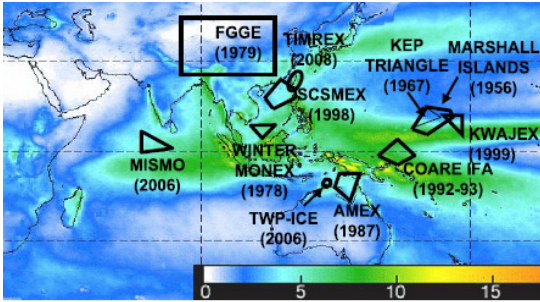 FGGE
(1979)
TIMREX
(2008)
KEP
TRIANGLE
(1967)
MARSHALL
ISLANDS
(1956)
SCSMEX
(1998)
KWAJEX
(1999)
MISMO
(2006)
WINTER
MONEX
(1978)
COARE IFA
(1992-93)
TWP-ICE
(2006)
AMEX
(1987)
0 5 10 15